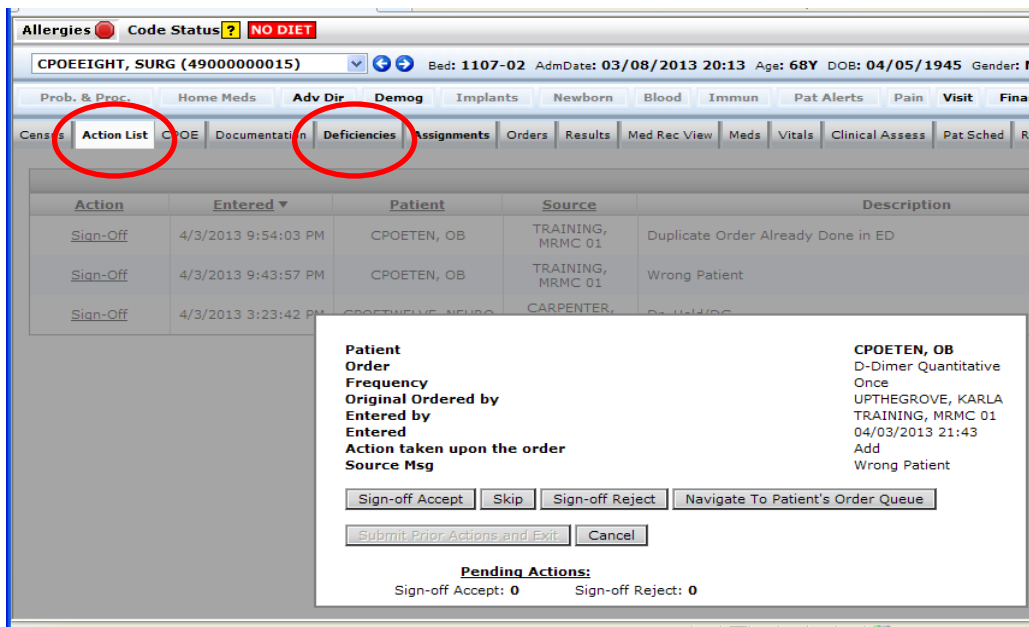 Allergies Code Status ? NO DIET
CPOEEIGHT, SURG (49000000015) Bed: 1107-02 AdmDate: 03/08/2013 20:13 Age: 68Y DOB: 04/05/1945 Gender:
Prob. & Proc. Home Meds Adv Dir Demog Implants Newborn Blood Immun Pat Alerts Pain Visit Fina
Census Action List CPOE Documentation Deficiencies Assignments Orders Results Med Rec View Meds Vitals Clinical Assess Pat Sched R
Action Entered ▼ Patient Source Description
Sign-Off 4/3/2013 9:54:03 PM CPOETEN, OB TRAINING, MRMC 01 Duplicate Order Already Done in ED
Sign-Off 4/3/2013 9:43:57 PM CPOETEN, OB TRAINING, MRMC 01 Wrong Patient
Sign-Off 4/3/2013 3:23:42 PM CPOETWELVE, NEURO CARPENTER, Dr. Hold/DC
Patient CPOETEN, OB
Order D-Dimer Quantitative
Frequency Once
Original Ordered by UPTHEGROVE, KARLA
Entered by TRAINING, MRMC 01
Entered 04/03/2013 21:43
Action taken upon the order Add
Source Msg Wrong Patient
Sign-off Accept Skip Sign-off Reject Navigate To Patient's Order Queue
Submit Prior Actions and Exit Cancel
Pending Actions:
Sign-off Accept: 0 Sign-off Reject: 0